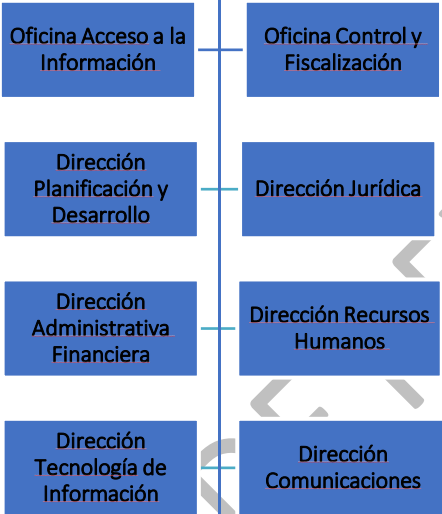 Oficina Acceso a la
Información
Oficina Control y
Fiscalización
Dirección
Planificación y
Desarrollo
Dirección Jurídica
Dirección
Administrativa
Financiera
Dirección Recursos
Humanos
Dirección
Tecnología de
Información
Dirección
Comunicaciones